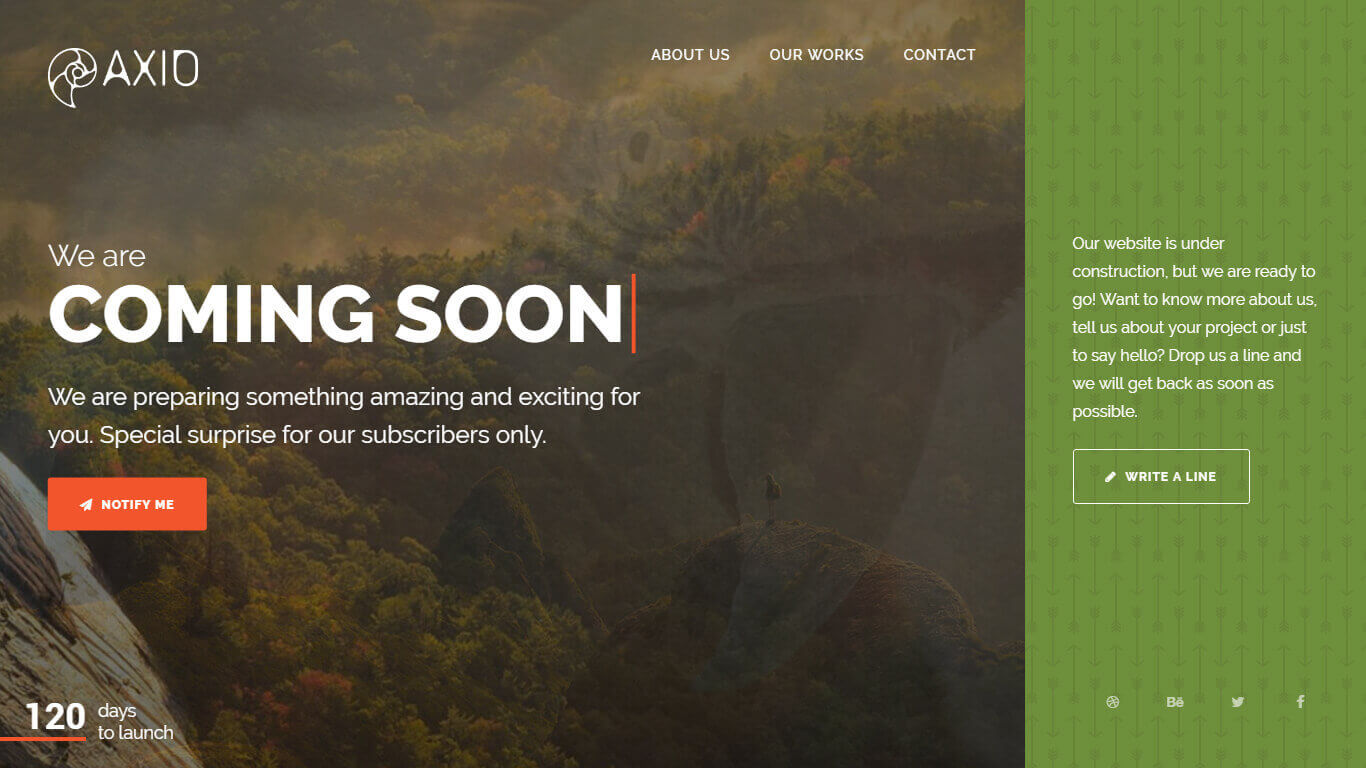 AXIO
ABOUT US
OUR WORKS
CONTACT
We are
COMING SOON
We are preparing something amazing and exciting for
you. Special surprise for our subscribers only.
NOTIFY ME
120
days
to launch
Our website is under
construction, but we are ready to
go! Want to know more about us,
tell us about your project or just
to say hello? Drop us a line and
we will get back as soon as
possible.
WRITE A LINE
Bē